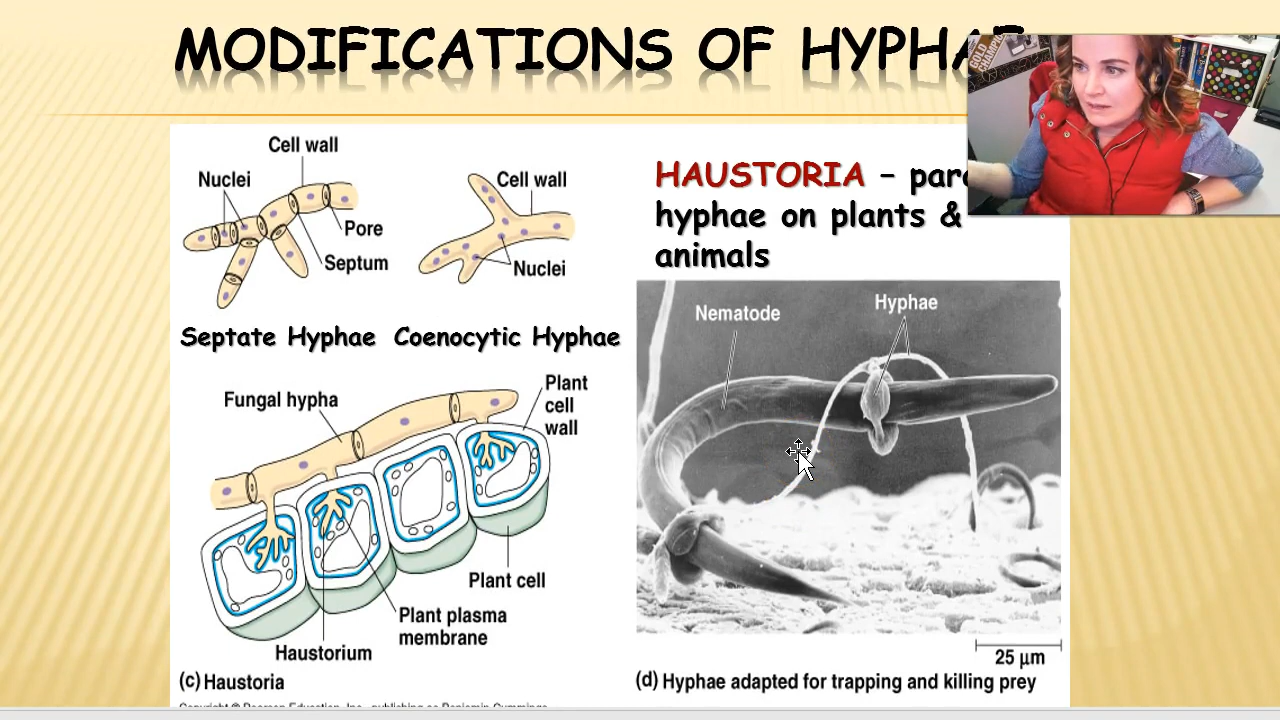 MODIFICATIONS OF HYPHAE
Cell wall
Nuclei
Pore
Septum
Cell wall
Nuclei
Septate Hyphae Coenocytic Hyphae
HAUSTORIA –
hyphae on plants &
animals
GOLD
Nematode
Hyphae
Fungal hypha
Plant
cell
wall
Plant cell
Plant plasma
membrane
Haustorium
(c) Haustoria
25 µm
(d) Hyphae adapted for trapping and killing prey
Copyright © Pearson Education, Inc., publishing as Benjamin Cummings